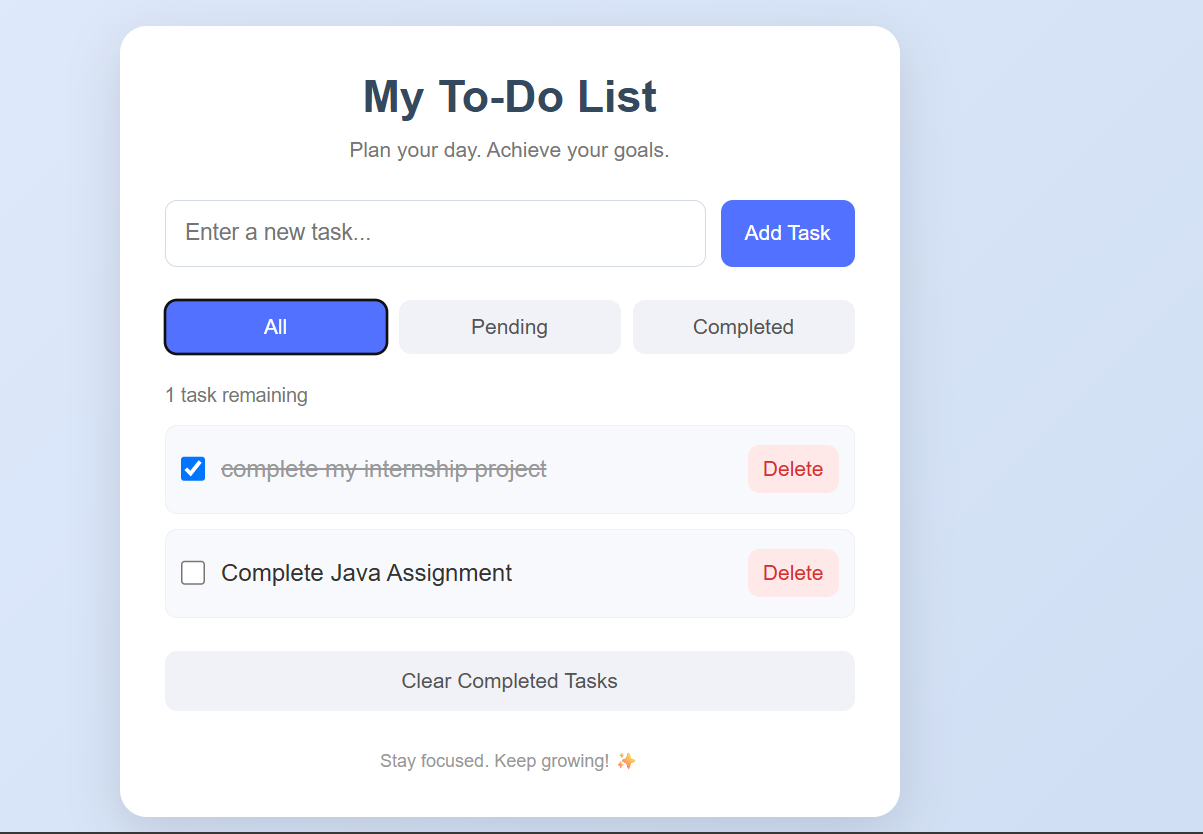 My To-Do List
Plan your day. Achieve your goals.
Enter a new task...
Add Task
All
Pending
Completed
1 task remaining
complete my internship project
Delete
Complete Java Assignment
Delete
Clear Completed Tasks
Stay focused. Keep growing! ✨